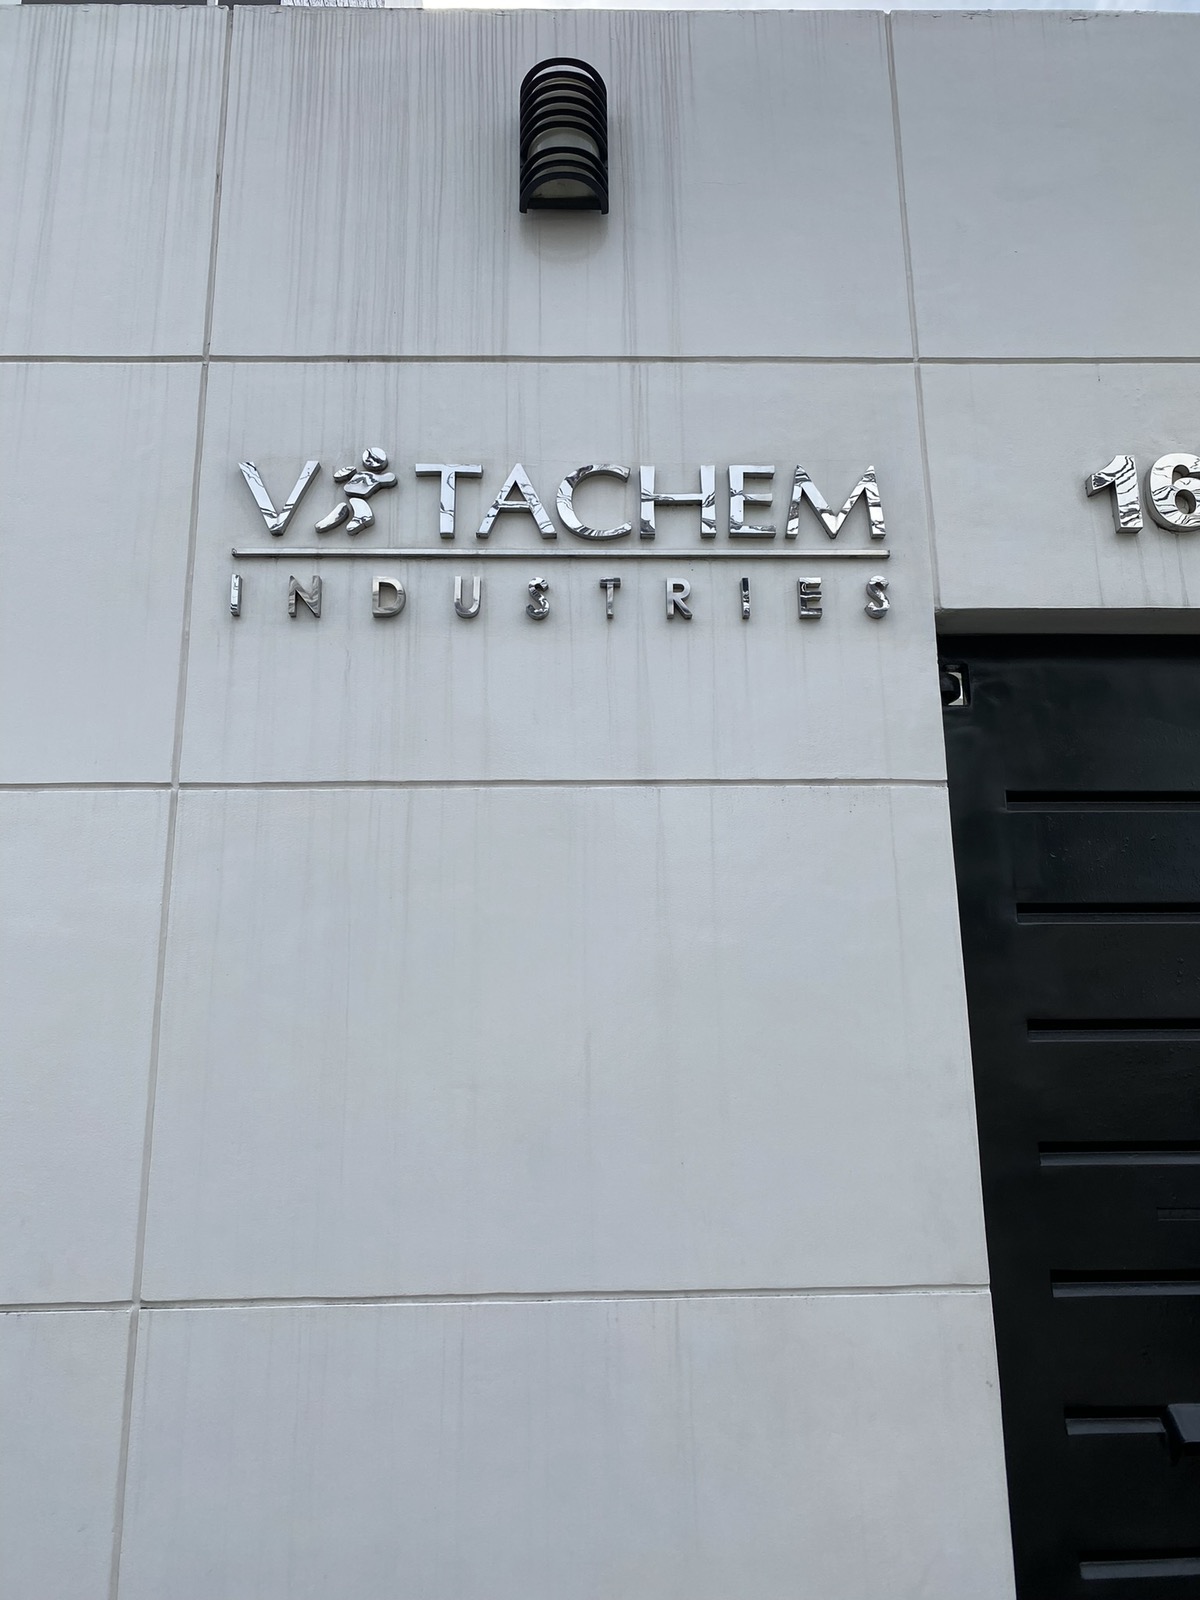 VITACHEM
INDUSTRIES
16